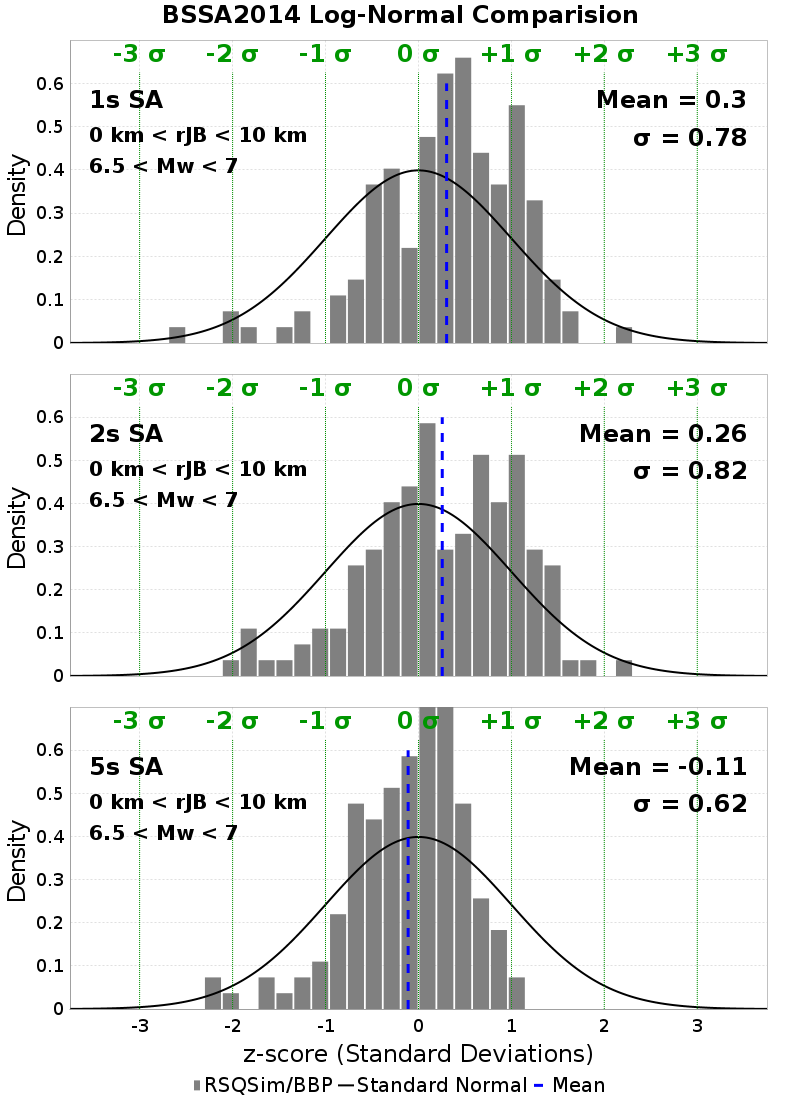 BSSA2014 Log-Normal Comparision
-3 σ -2 σ -1 σ 0 σ +1 σ +2 σ +3 σ
1s SA
0 km < rJB < 10 km
6.5 < Mw < 7
Mean = 0.3
σ = 0.78
Density
0.6
0.5
0.4
0.3
0.2
0.1
0
-3 σ -2 σ -1 σ 0 σ +1 σ +2 σ +3 σ
2s SA
0 km < rJB < 10 km
6.5 < Mw < 7
Mean = 0.26
σ = 0.82
Density
0.6
0.5
0.4
0.3
0.2
0.1
0
-3 σ -2 σ -1 σ 0 σ +1 σ +2 σ +3 σ
5s SA
0 km < rJB < 10 km
6.5 < Mw < 7
Mean = -0.11
σ = 0.62
Density
0.6
0.5
0.4
0.3
0.2
0.1
0
-3 -2 -1 0 1 2 3
z-score (Standard Deviations)
RSQSim/BBP Standard Normal Mean